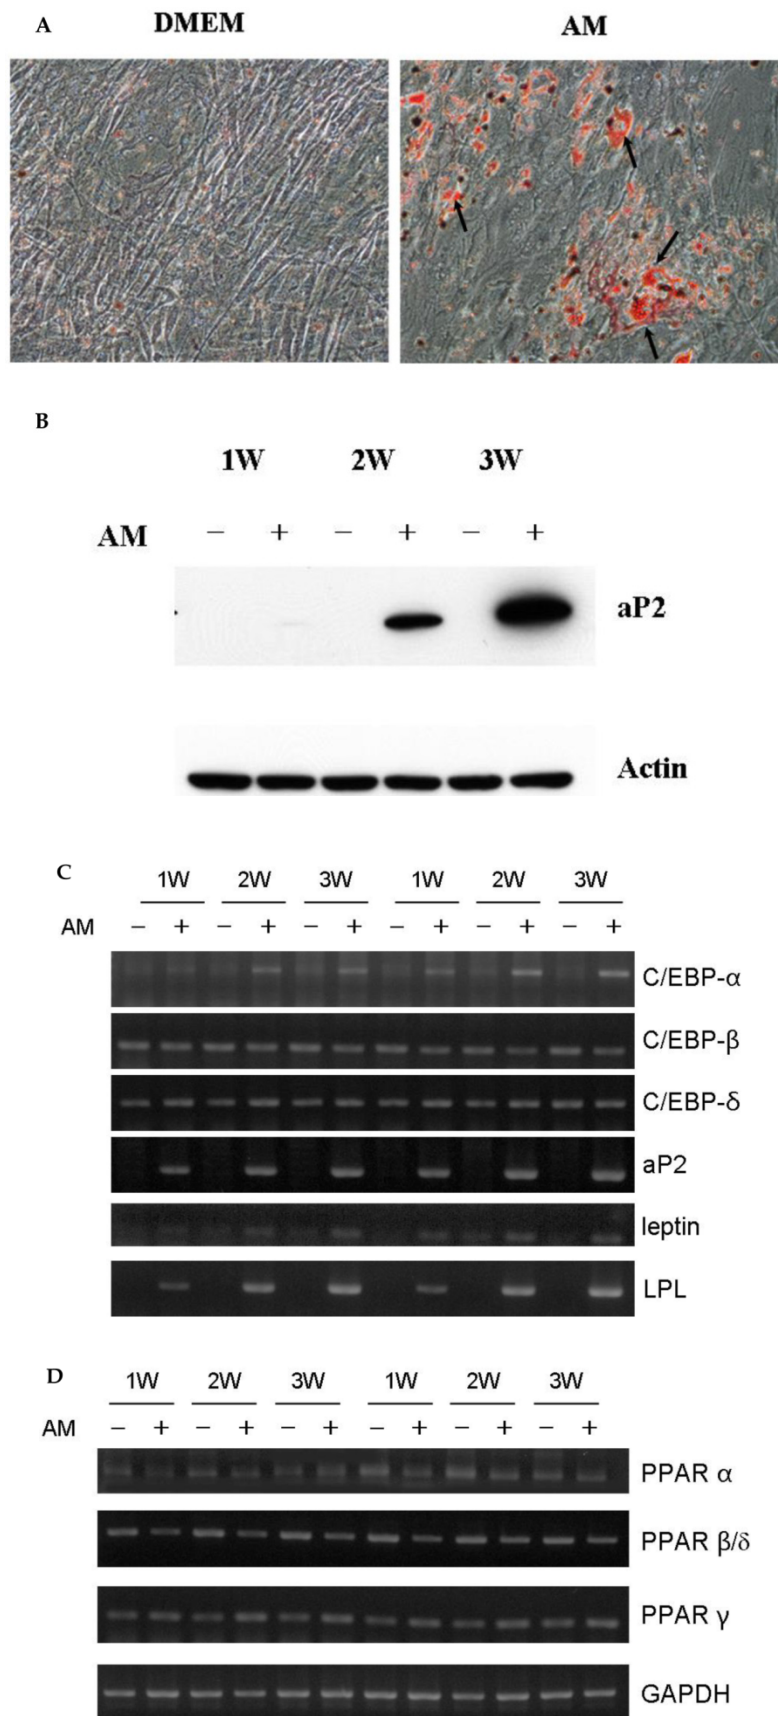 A
DMEM AM
B
1W 2W 3W
AM − + − + − +
aP2
Actin
C
1W 2W 3W 1W 2W 3W
AM − + − + − + − + − + − +
C/EBP-α
C/EBP-β
C/EBP-δ
aP2
leptin
LPL
D
1W 2W 3W 1W 2W 3W
AM − + − + − + − + − + − +
PPAR α
PPAR β/δ
PPAR γ
GAPDH